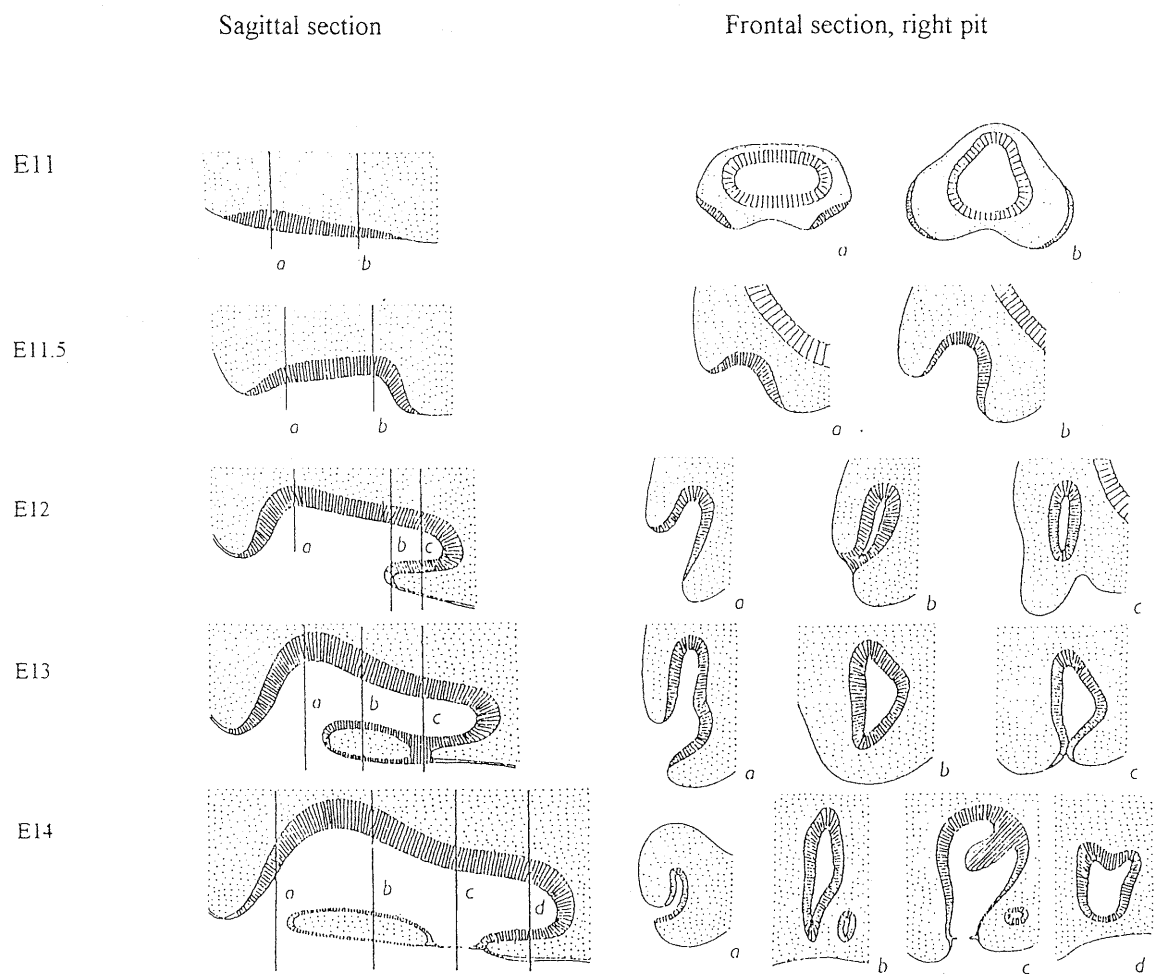 Sagittal section Frontal section, right pit
E11
a b a b
E11.5
a b a b
E12
a b c a b c
E13
a b c a b c
E14
a b c d a b c d